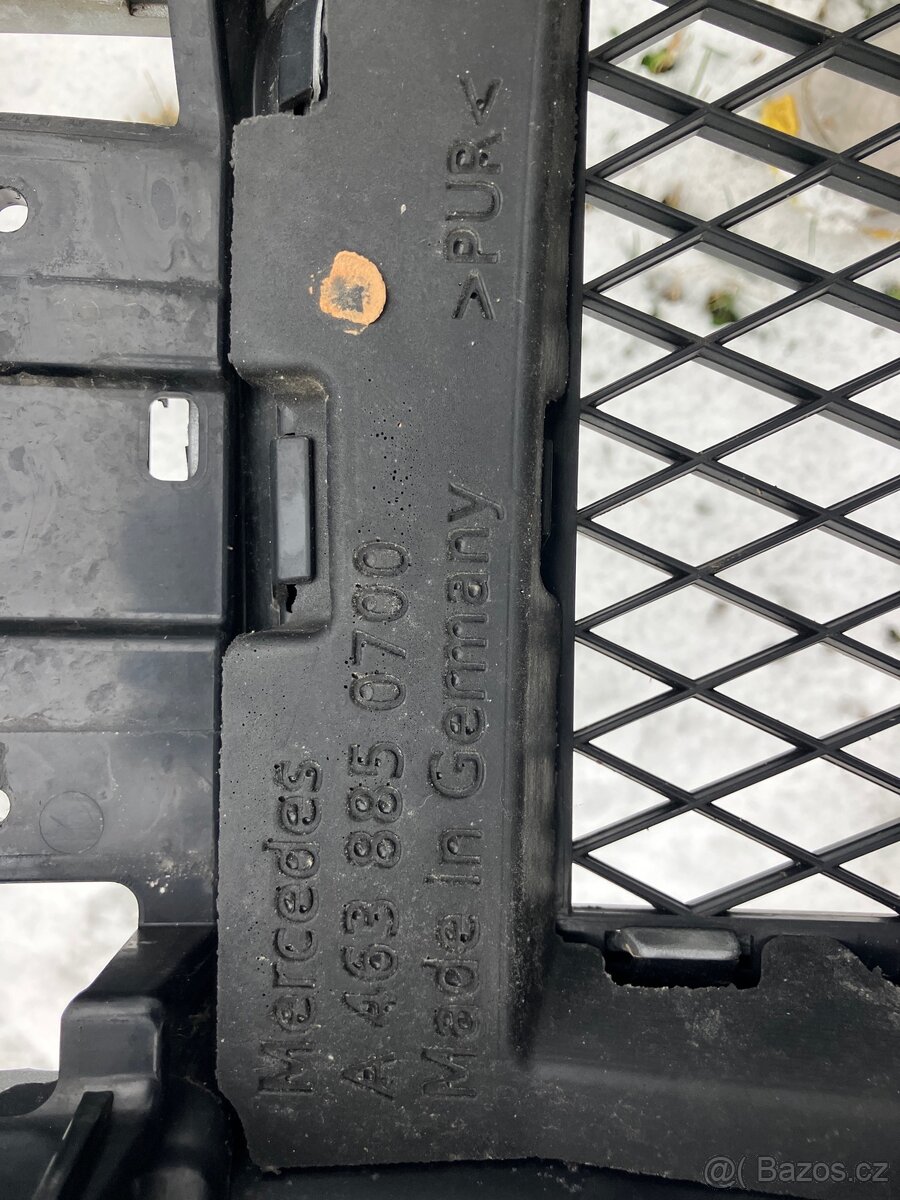 Mercedes
A 463 885 0700
Made In Germany
>PUR<
@( Bazos.cz